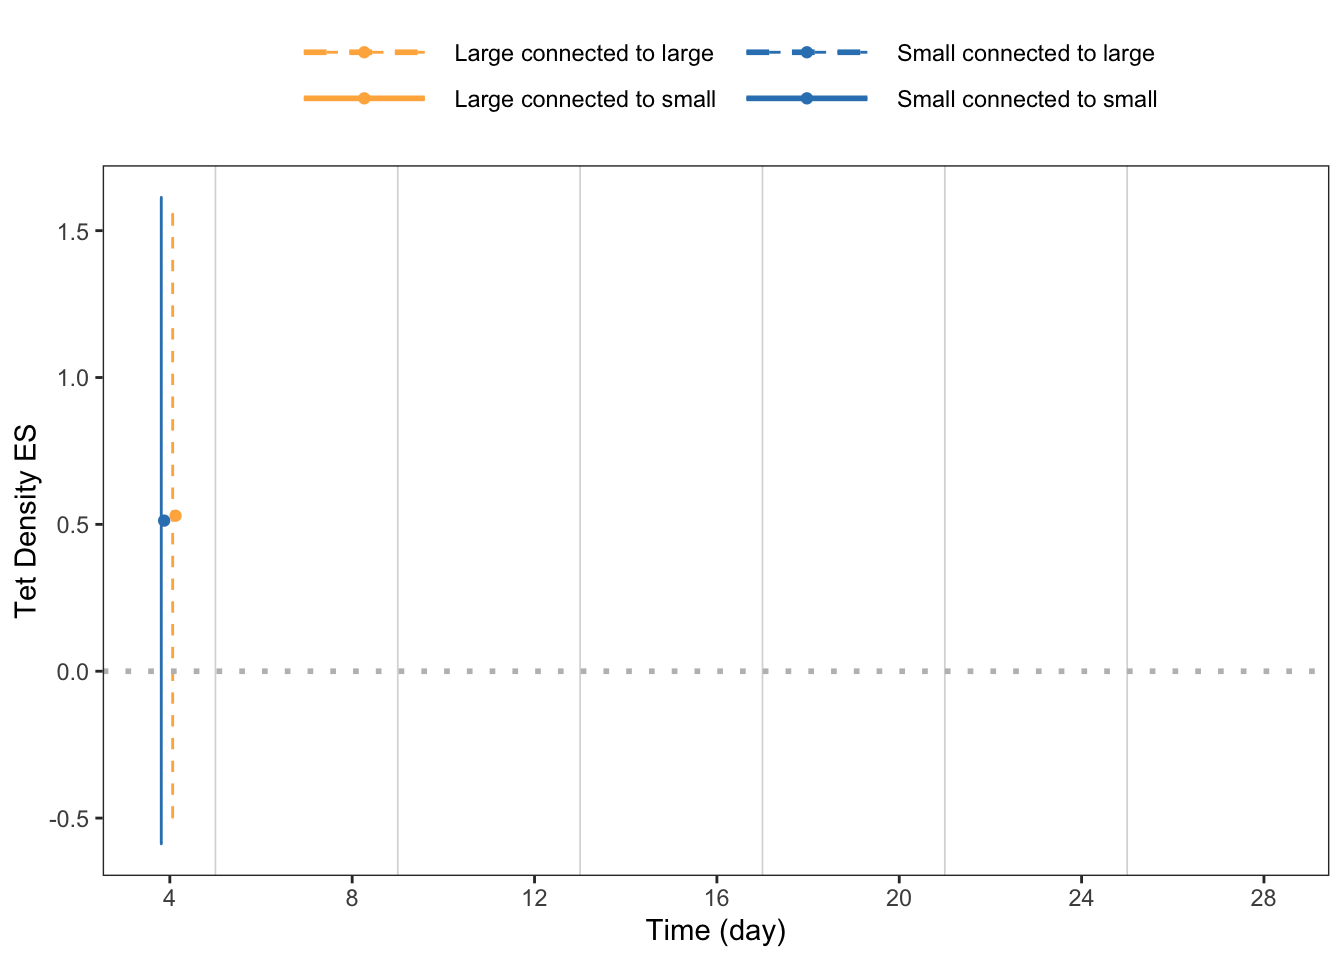 Large connected to large
Small connected to large
Large connected to small
Small connected to small
Tet Density ES
1.5
1.0
0.5
0.0
-0.5
4 8 12 16 20 24 28
Time (day)